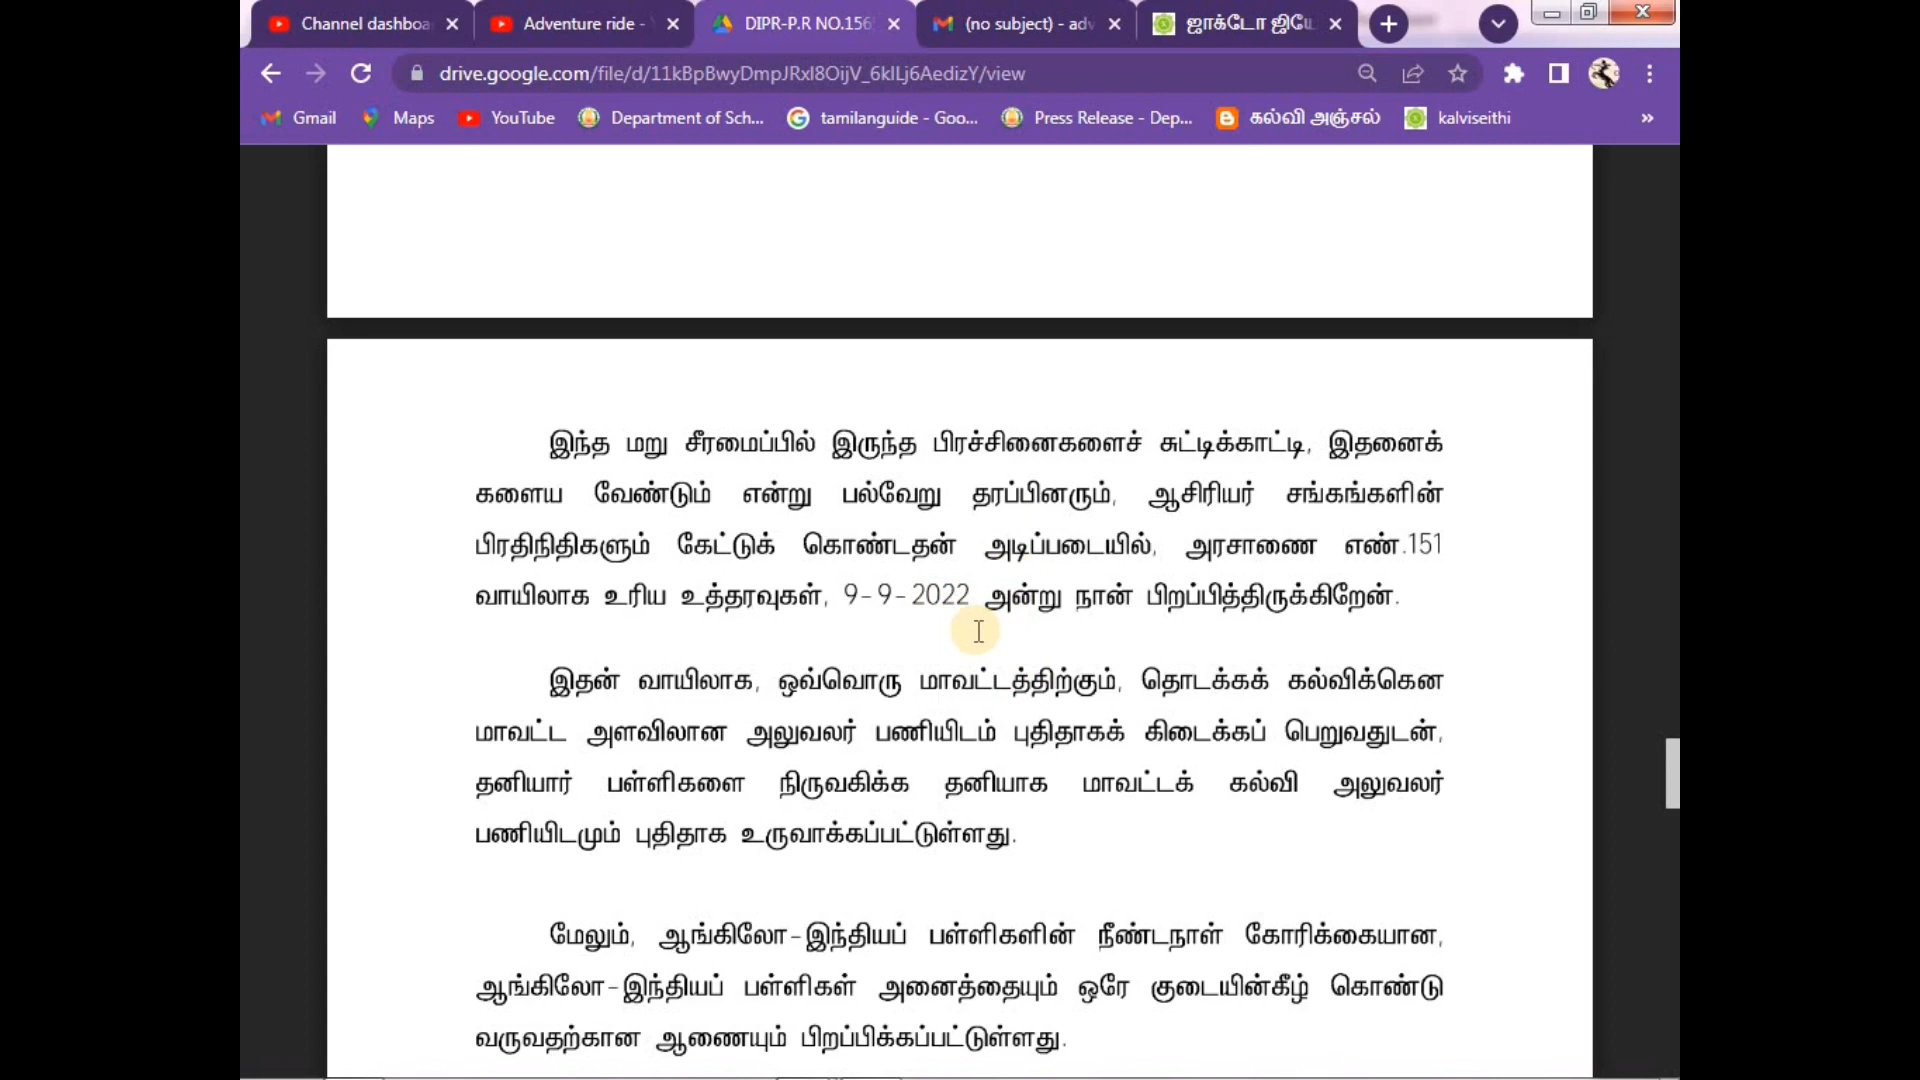 Channel dashboa
Adventure ride -
DIPR-P.R NO.156
(no subject) - adv
ஜாக்டோ ஜியே
drive.google.com/file/d/11kBpBwyDmpJRxl8OijV_6klLj6AedizY/view
Gmail
Maps
YouTube
Department of Sch...
tamilanguide - Goo...
Press Release - Dep...
கல்வி அஞ்சல்
kalviseithi
»
இந்த மறு சீரமைப்பில் இருந்த பிரச்சினைகளைச் சுட்டிக்காட்டி, இதனைக்
களைய வேண்டும் என்று பல்வேறு தரப்பினரும், ஆசிரியர் சங்கங்களின்
பிரதிநிதிகளும் கேட்டுக் கொண்டதன் அடிப்படையில், அரசாணை எண்.151
வாயிலாக உரிய உத்தரவுகள், 9-9-2022 அன்று நான் பிறப்பித்திருக்கிறேன்.
இதன் வாயிலாக, ஒவ்வொரு மாவட்டத்திற்கும், தொடக்கக் கல்விக்கென
மாவட்ட அளவிலான அலுவலர் பணியிடம் புதிதாகக் கிடைக்கப் பெறுவதுடன்,
தனியார் பள்ளிகளை நிருவகிக்க தனியாக மாவட்டக் கல்வி அலுவலர்
பணியிடமும் புதிதாக உருவாக்கப்பட்டுள்ளது.
மேலும், ஆங்கிலோ-இந்தியப் பள்ளிகளின் நீண்டநாள் கோரிக்கையான,
ஆங்கிலோ-இந்தியப் பள்ளிகள் அனைத்தையும் ஒரே குடையின்கீழ் கொண்டு
வருவதற்கான ஆணையும் பிறப்பிக்கப்பட்டுள்ளது.